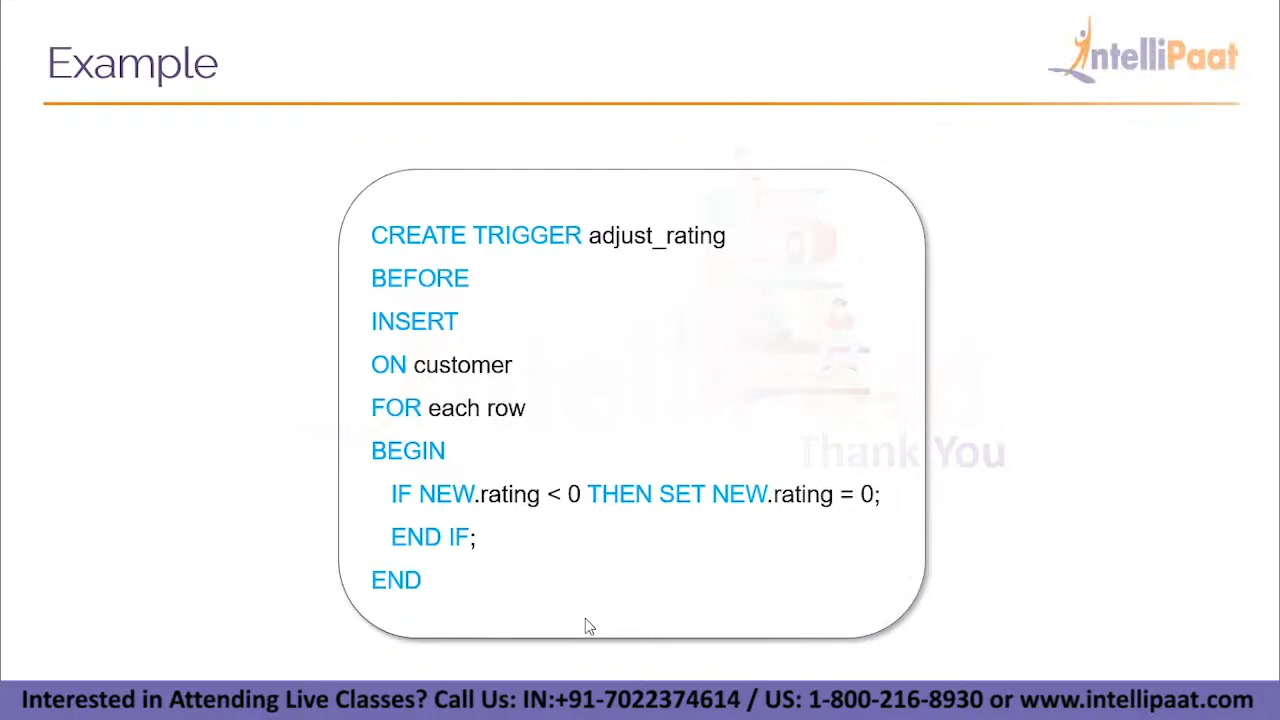 Example
IntelliPaat
CREATE TRIGGER adjust_rating
BEFORE
INSERT
ON customer
FOR each row
BEGIN
IF NEW.rating < 0 THEN SET NEW.rating = 0;
END IF;
END
Thank You
Interested in Attending Live Classes? Call Us: IN:+91-7022374614 / US: 1-800-216-8930 or www.intellipaat.com